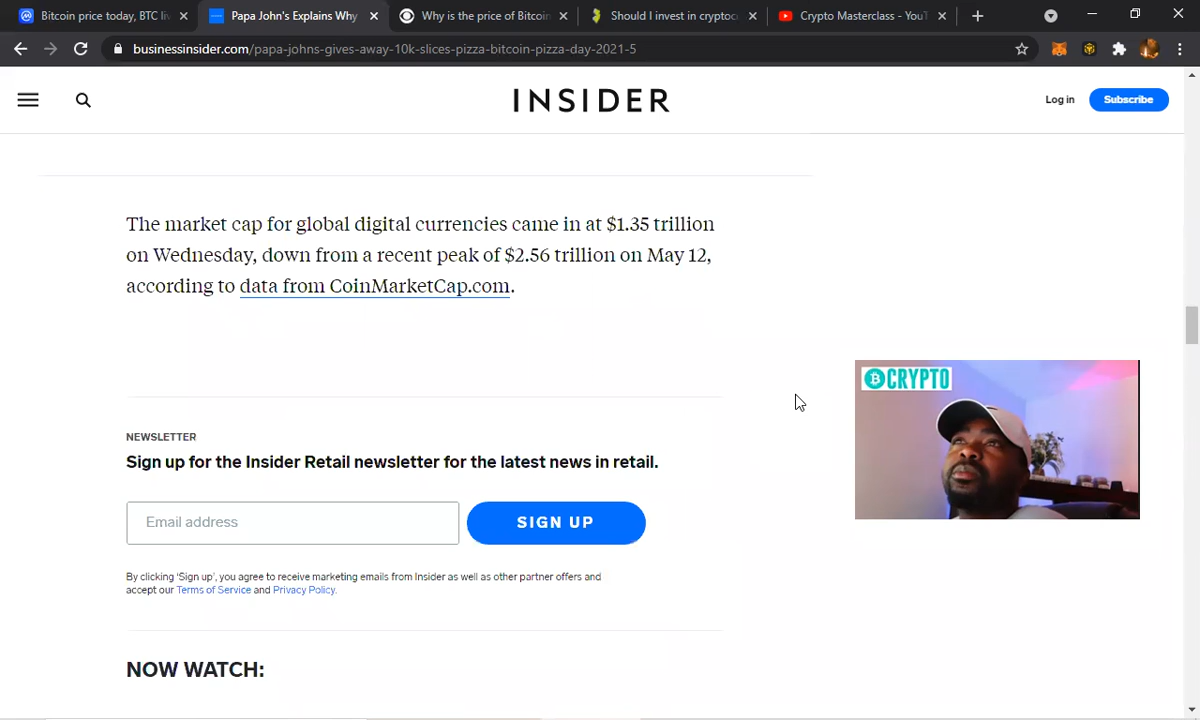 Bitcoin price today, BTC li
Papa John's Explains Why
Why is the price of Bitcoin
Should I invest in cryptoc
Crypto Masterclass - YouT
businessinsider.com/papa-johns-gives-away-10k-slices-pizza-bitcoin-pizza-day-2021-5
INSIDER
Log in
Subscribe
The market cap for global digital currencies came in at $1.35 trillion
on Wednesday, down from a recent peak of $2.56 trillion on May 12,
according to data from CoinMarketCap.com.
CRYPTO
NEWSLETTER
Sign up for the Insider Retail newsletter for the latest news in retail.
Email address
SIGN UP
By clicking ‘Sign up’, you agree to receive marketing emails from Insider as well as other partner offers and
accept our Terms of Service and Privacy Policy.
NOW WATCH: